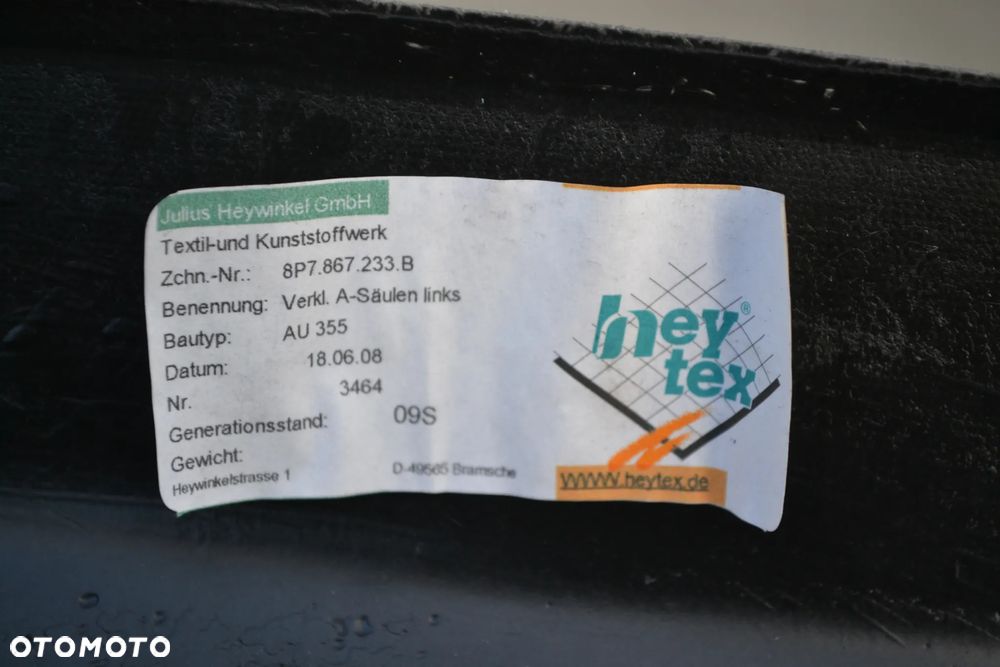 Julius Heywinkel GmbH
Textil-und Kunststoffwerk
Zchn.-Nr.: 8P7.867.233.B
Benennung: Verkl. A-Säulen links
Bautyp: AU 355
Datum: 18.06.08
Nr. 3464
Generationsstand: 09S
Gewicht:
Heywinkelstrasse 1 D-49565 Bramsche
hey®
tex
www.heytex.de
OTOMOTO